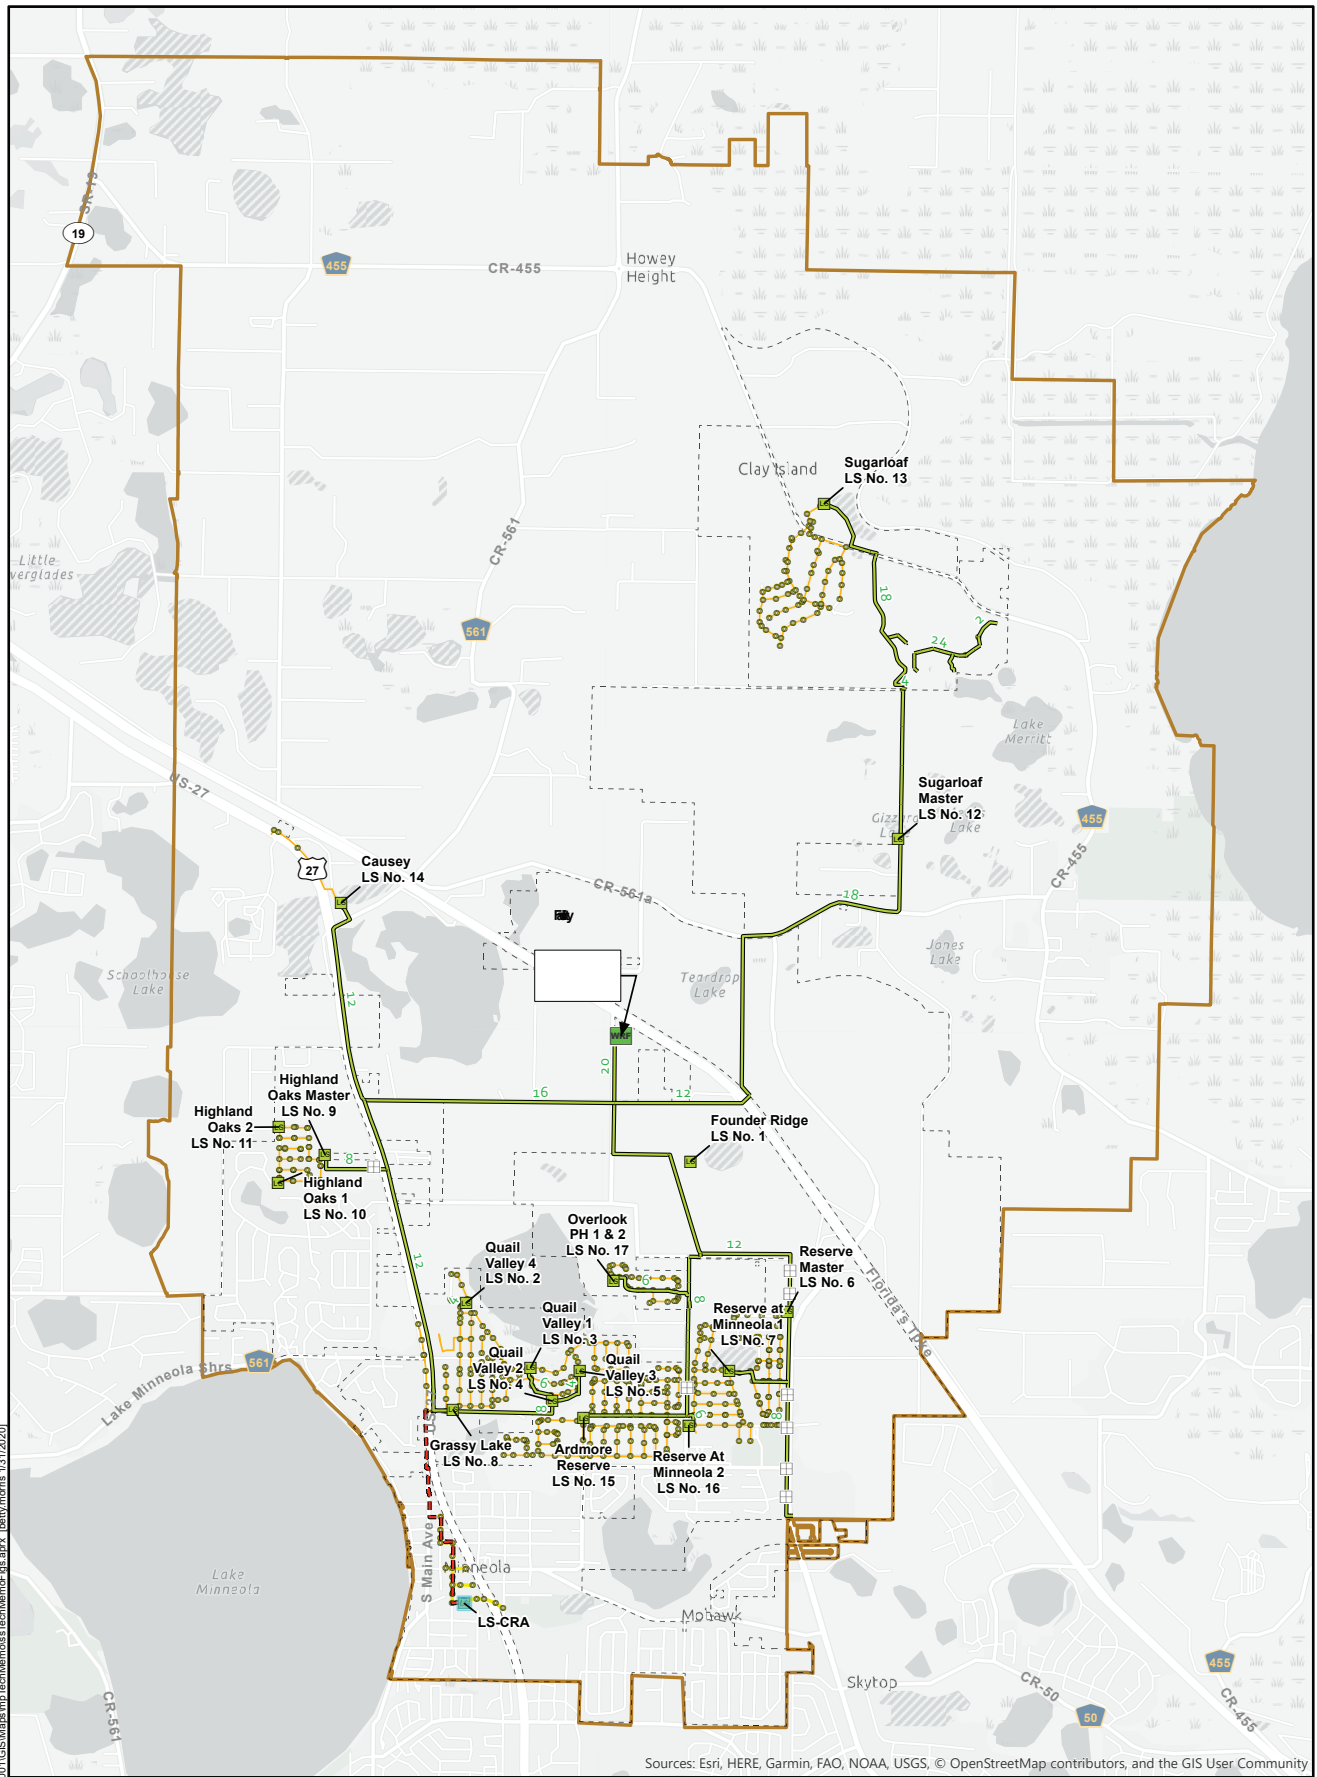 SR-19
19
455
CR-455
Howey
Height
Clay Island
Sugarloaf
LS No. 13
CR-561
Little
verglades
561
18
24
2
4
Lake
Merritt
US-27
Sugarloaf
Master
LS No. 12
Lake
455
CR-455
27
Causey
LS No. 14
CR-561a
18
Jones
Lake
Schoolhouse
Lake
Teardrop
Lake
12
WRF
20
16
12
Highland
Oaks Master
LS No. 9
Highland
Oaks 2
LS No. 11
8
Highland
Oaks 1
LS No. 10
Founder Ridge
LS No. 1
12
Overlook
PH 1 & 2
LS No. 17
12
Quail
Valley 4
LS No. 2
Reserve
Master
LS No. 6
Florida's Tpke
6
8
4
Quail
Valley 1
LS No. 3
Reserve at
Minneola 1
LS No. 7
Quail
Valley 2
LS No. 4
Quail
Valley 3
LS No. 5
6
4
8
6
8
561
Lake Minneola Shrs
Grassy Lake
LS No. 8
Ardmore
Reserve
LS No. 15
Reserve At
Minneola 2
LS No. 16
S Main Ave
Minneola
Lake
Minneola
LS-CRA
Mohawk
Skytop
CR-561
CR-50
50
455
CR-455
Sources: Esri, HERE, Garmin, FAO, NOAA, USGS, © OpenStreetMap contributors, and the GIS User Community